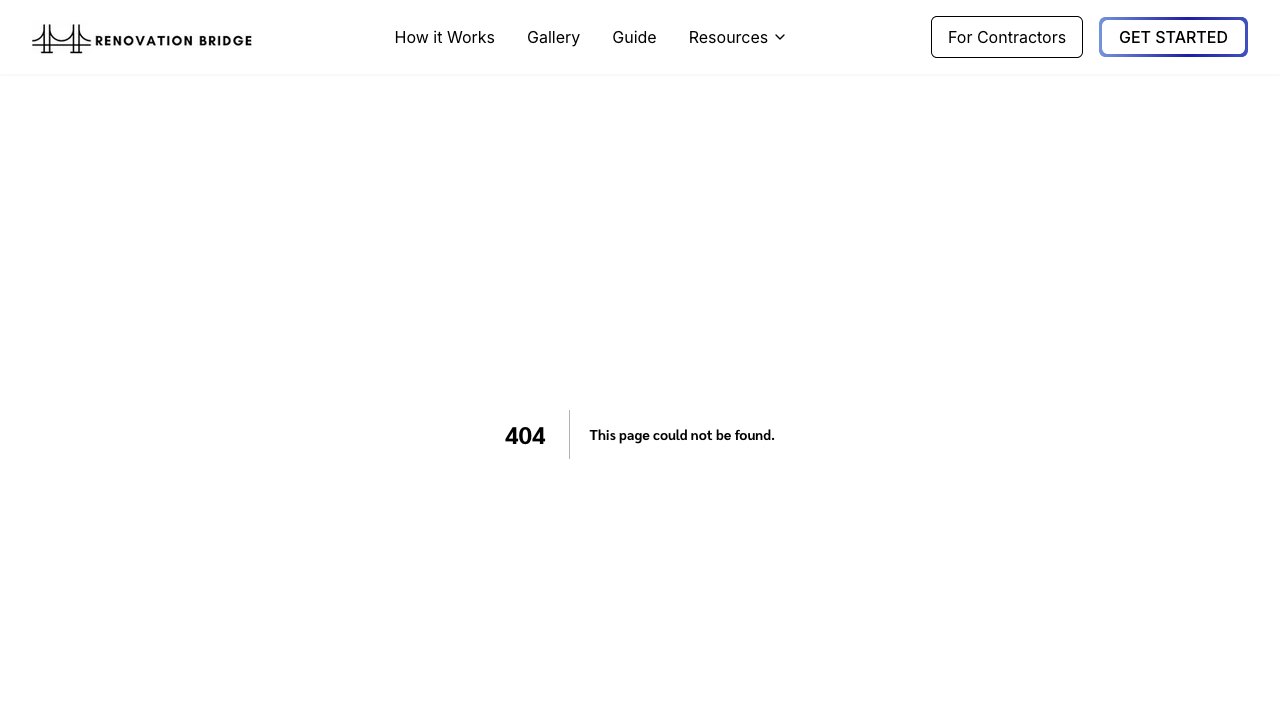 RENOVATION BRIDGE
How it Works
Gallery
Guide
Resources
For Contractors
GET STARTED
404
This page could not be found.